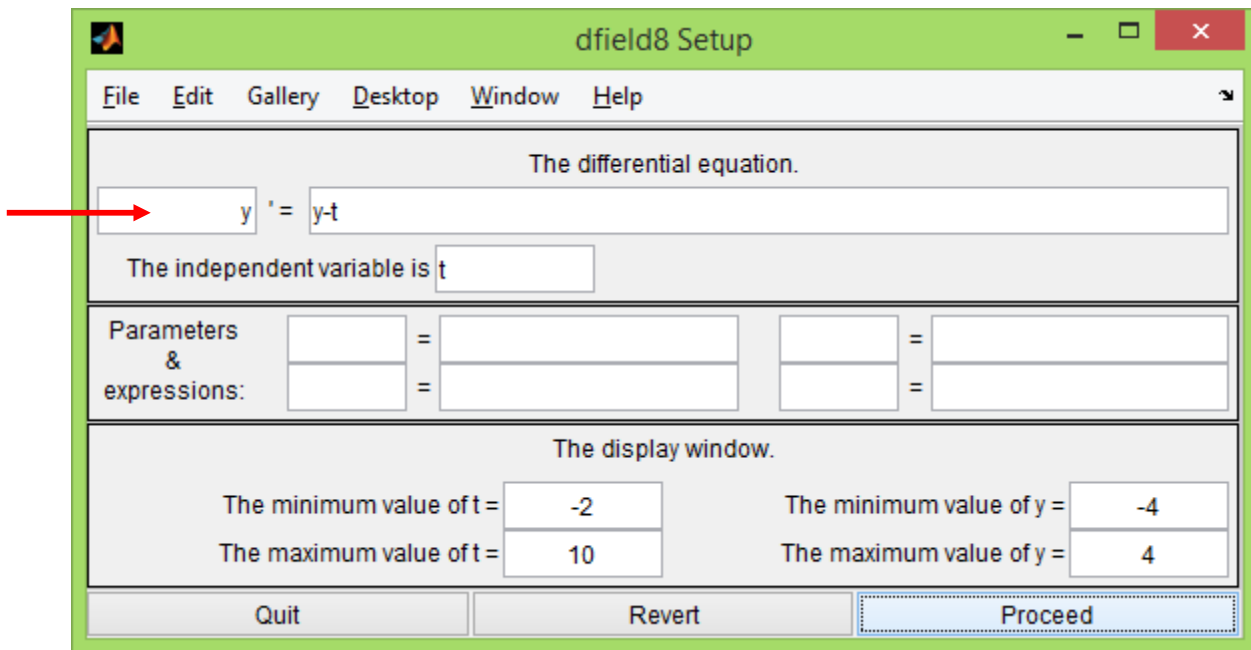 dfield8 Setup
File Edit Gallery Desktop Window Help
The differential equation.
y ' = y-t
The independent variable is t
Parameters
&
expressions:
= =
= =
The display window.
The minimum value of t = -2 The minimum value of y = -4
The maximum value of t = 10 The maximum value of y = 4
Quit Revert Proceed